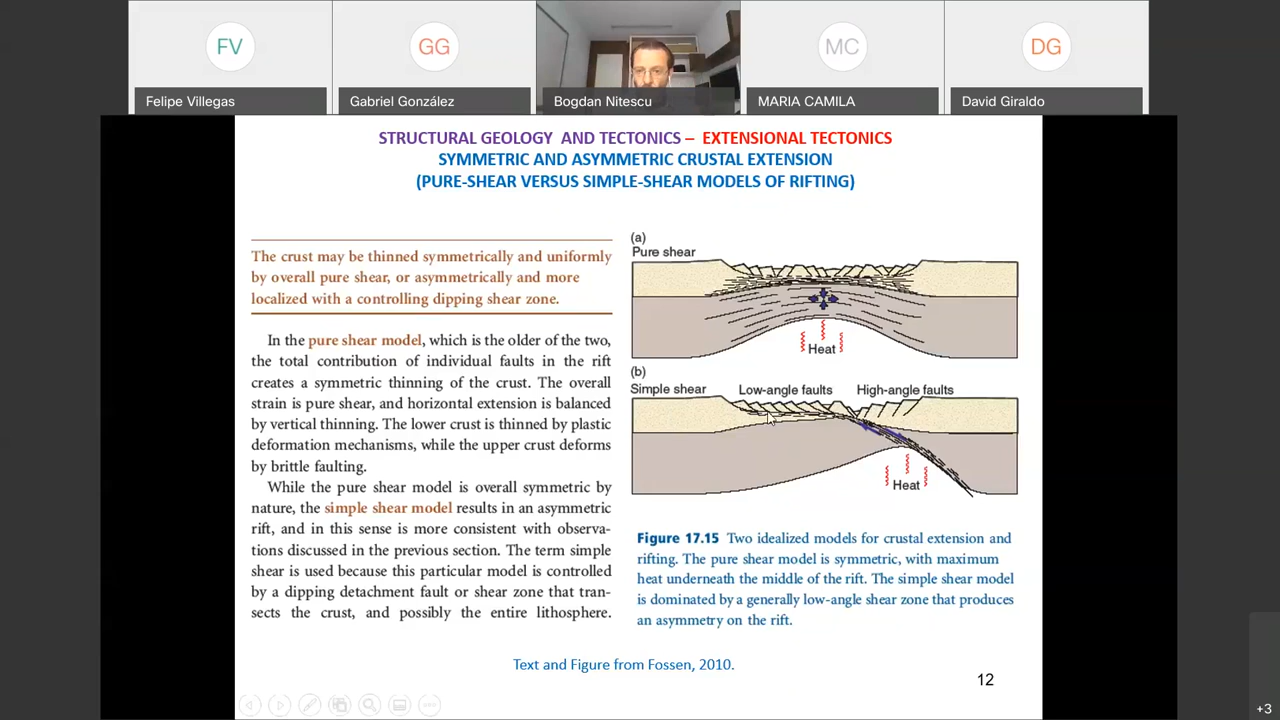 FV
GG
MC
DG
Felipe Villegas
Gabriel González
Bogdan Nitescu
MARIA CAMILA
David Giraldo
STRUCTURAL GEOLOGY AND TECTONICS – EXTENSIONAL TECTONICS
SYMMETRIC AND ASYMMETRIC CRUSTAL EXTENSION
(PURE-SHEAR VERSUS SIMPLE-SHEAR MODELS OF RIFTING)
The crust may be thinned symmetrically and uniformly
by overall pure shear, or asymmetrically and more
localized with a controlling dipping shear zone.
In the pure shear model, which is the older of the two,
the total contribution of individual faults in the rift
creates a symmetric thinning of the crust. The overall
strain is pure shear, and horizontal extension is balanced
by vertical thinning. The lower crust is thinned by plastic
deformation mechanisms, while the upper crust deforms
by brittle faulting.
While the pure shear model is overall symmetric by
nature, the simple shear model results in an asymmetric
rift, and in this sense is more consistent with observa-
tions discussed in the previous section. The term simple
shear is used because this particular model is controlled
by a dipping detachment fault or shear zone that tran-
sects the crust, and possibly the entire lithosphere.
(a)
Pure shear
Heat
(b)
Simple shear
Low-angle faults
High-angle faults
Heat
Figure 17.15 Two idealized models for crustal extension and
rifting. The pure shear model is symmetric, with maximum
heat underneath the middle of the rift. The simple shear model
is dominated by a generally low-angle shear zone that produces
an asymmetry on the rift.
Text and Figure from Fossen, 2010.
12
+3